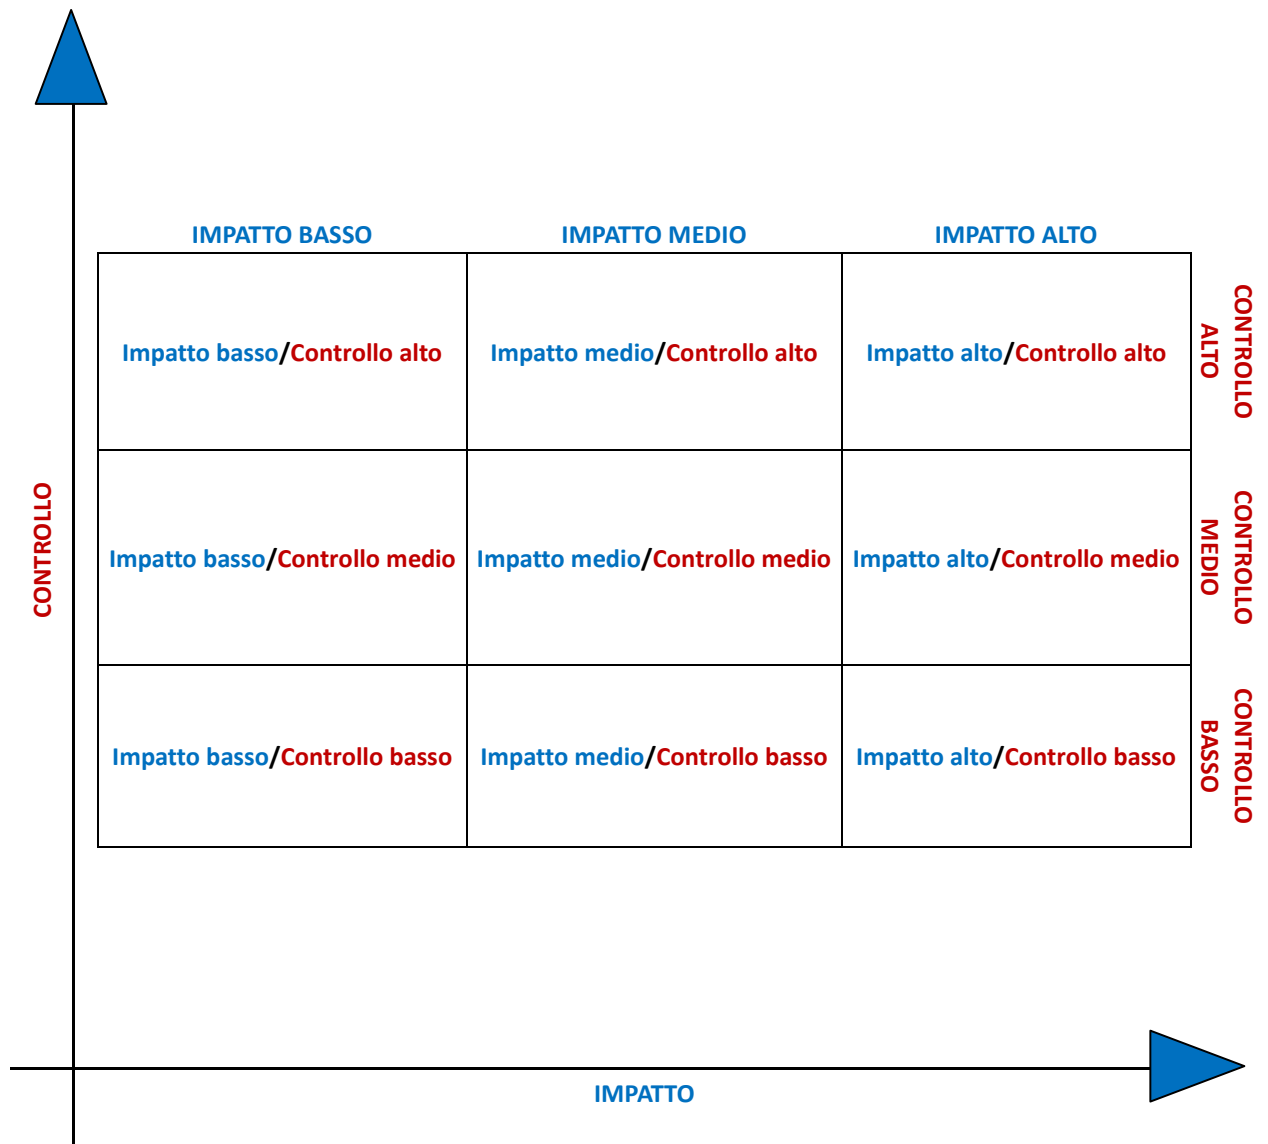 IMPATTO BASSO
IMPATTO MEDIO
IMPATTO ALTO
Impatto basso/Controllo alto
Impatto medio/Controllo alto
Impatto alto/Controllo alto
CONTROLLO
ALTO
CONTROLLO
Impatto basso/Controllo medio
Impatto medio/Controllo medio
Impatto alto/Controllo medio
CONTROLLO
MEDIO
Impatto basso/Controllo basso
Impatto medio/Controllo basso
Impatto alto/Controllo basso
CONTROLLO
BASSO
IMPATTO